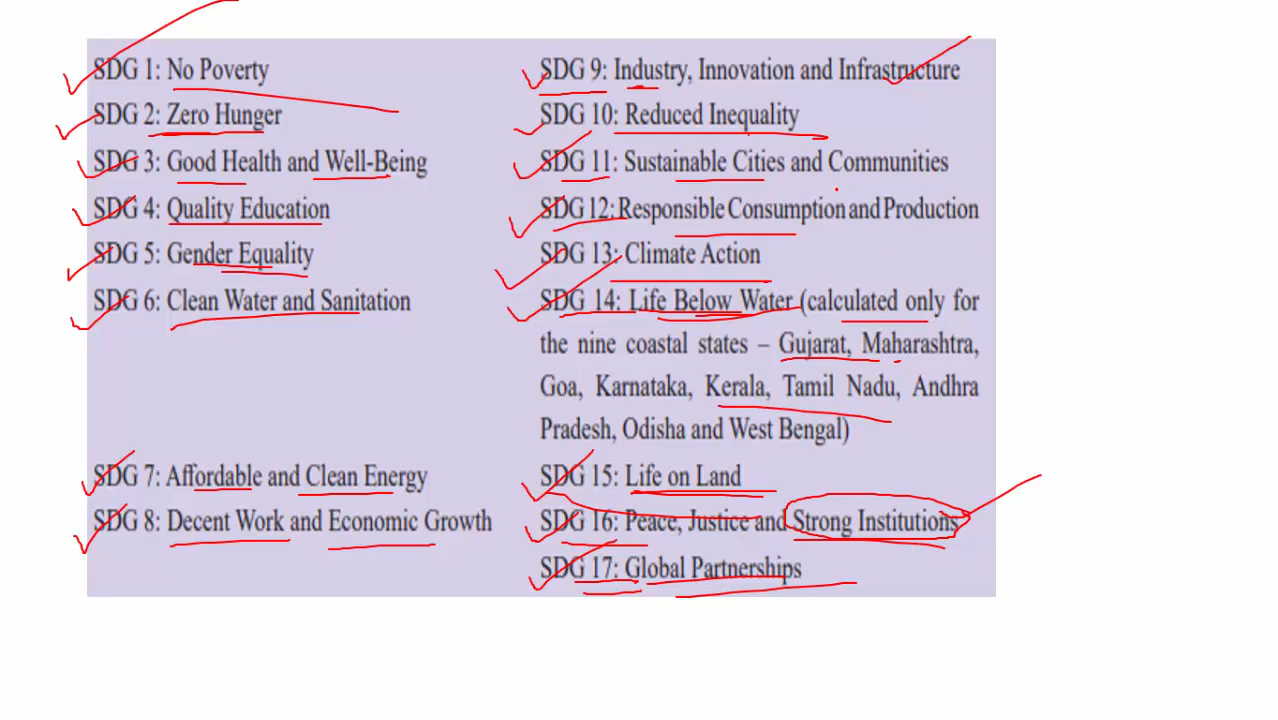 SDG 1: No Poverty
SDG 2: Zero Hunger
SDG 3: Good Health and Well-Being
SDG 4: Quality Education
SDG 5: Gender Equality
SDG 6: Clean Water and Sanitation
SDG 7: Affordable and Clean Energy
SDG 8: Decent Work and Economic Growth
SDG 9: Industry, Innovation and Infrastructure
SDG 10: Reduced Inequality
SDG 11: Sustainable Cities and Communities
SDG 12: Responsible Consumption and Production
SDG 13: Climate Action
SDG 14: Life Below Water (calculated only for
the nine coastal states – Gujarat, Maharashtra,
Goa, Karnataka, Kerala, Tamil Nadu, Andhra
Pradesh, Odisha and West Bengal)
SDG 15: Life on Land
SDG 16: Peace, Justice and Strong Institutions
SDG 17: Global Partnerships